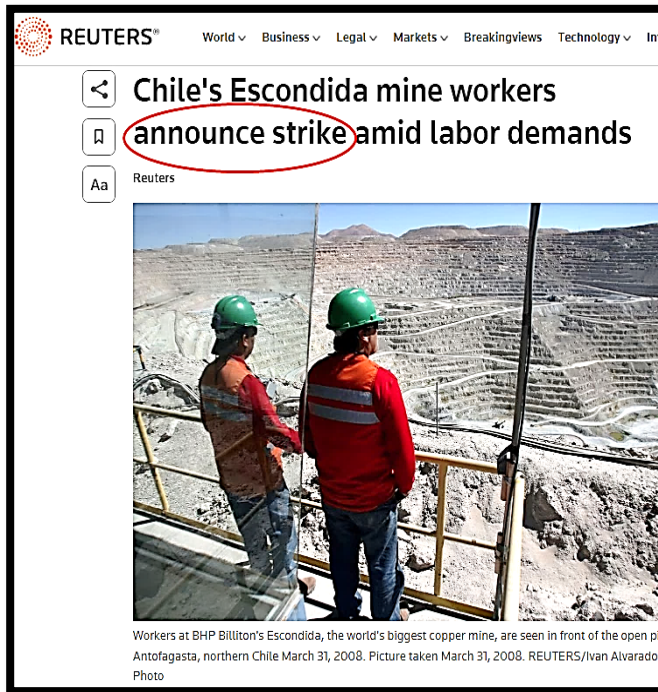 REUTERS®
World Business Legal Markets Breakingviews Technology
Chile's Escondida mine workers
announce strike amid labor demands
Aa
Reuters
Workers at BHP Billiton's Escondida, the world's biggest copper mine, are seen in front of the open
Antofagasta, northern Chile March 31, 2008. Picture taken March 31, 2008. REUTERS/Ivan Alvarado
Photo